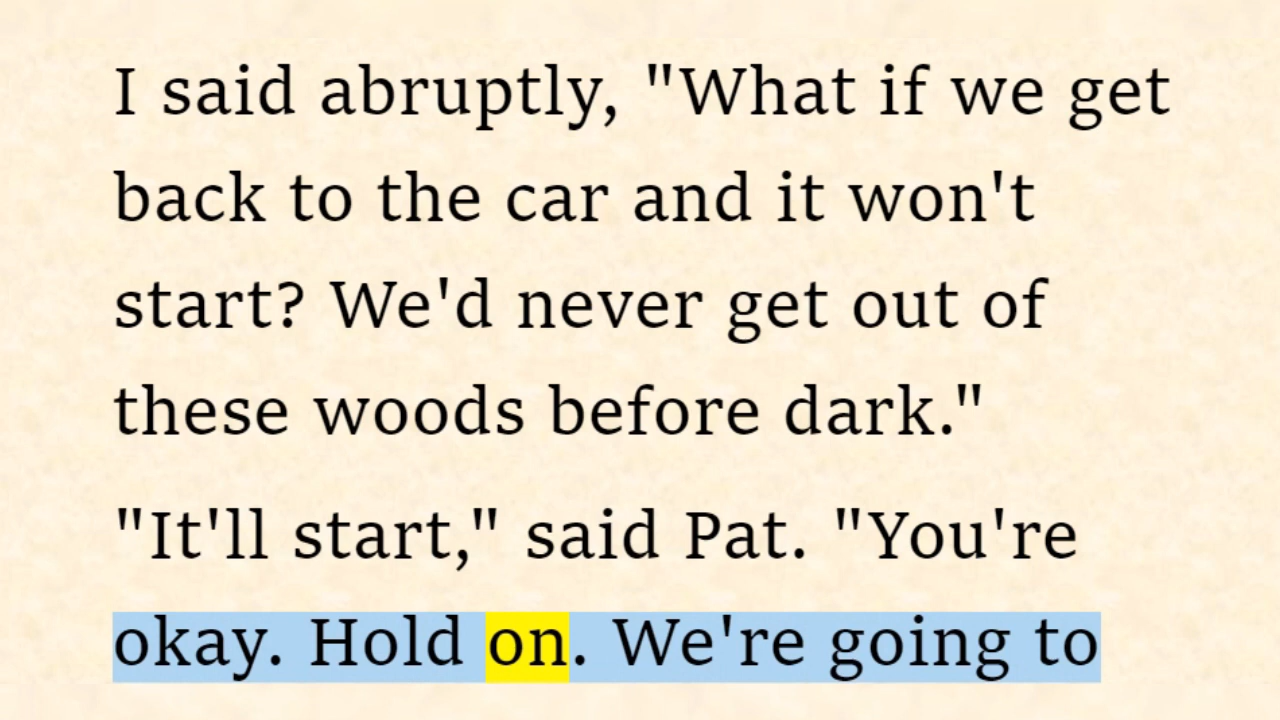 I said abruptly, "What if we get
back to the car and it won't
start? We'd never get out of
these woods before dark."
"It'll start," said Pat. "You're
okay. Hold on. We're going to